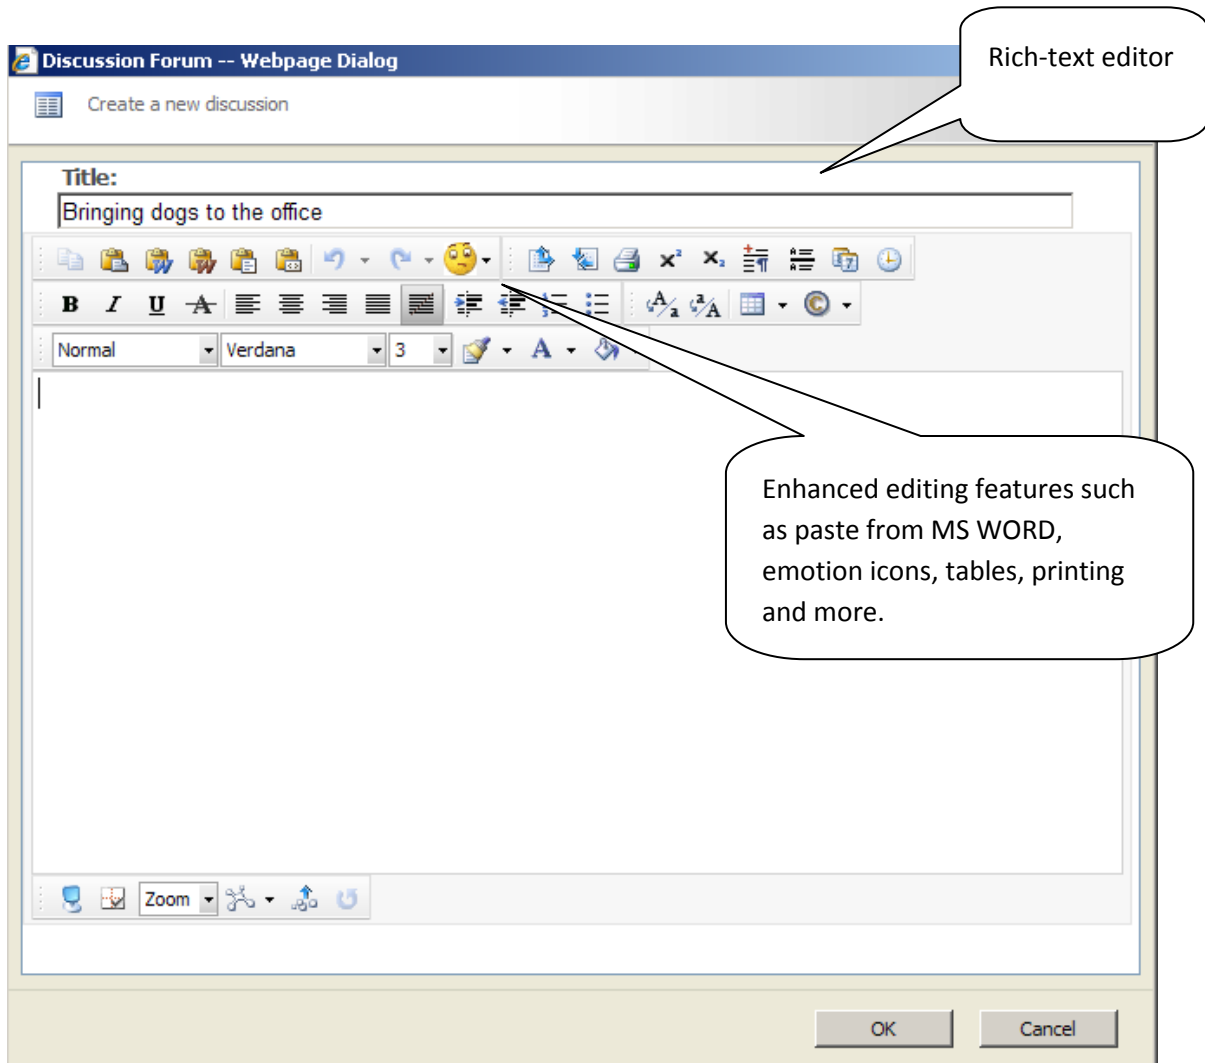 Rich-text editor
Discussion Forum -- Webpage Dialog
Create a new discussion
Title:
Bringing dogs to the office
B I U A
Normal Verdana 3 A
Enhanced editing features such
as paste from MS WORD,
emotion icons, tables, printing
and more.
Zoom
OK Cancel